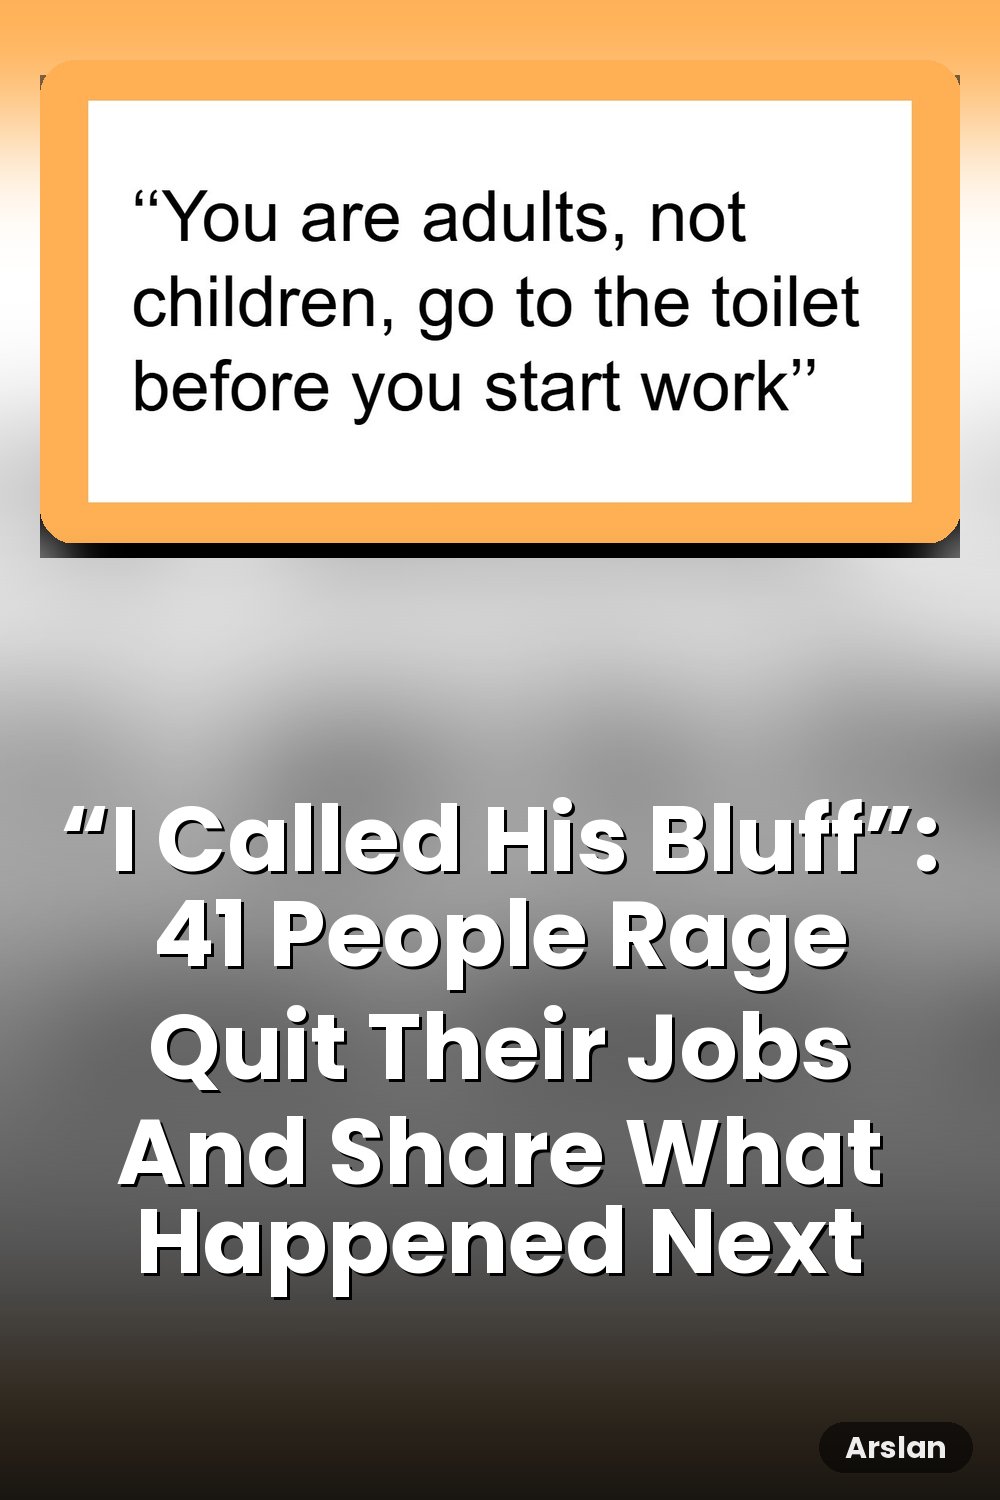 “You are adults, not
children, go to the toilet
before you start work”
“I Called His Bluff”:
41 People Rage
Quit Their Jobs
And Share What
Happened Next
Arslan